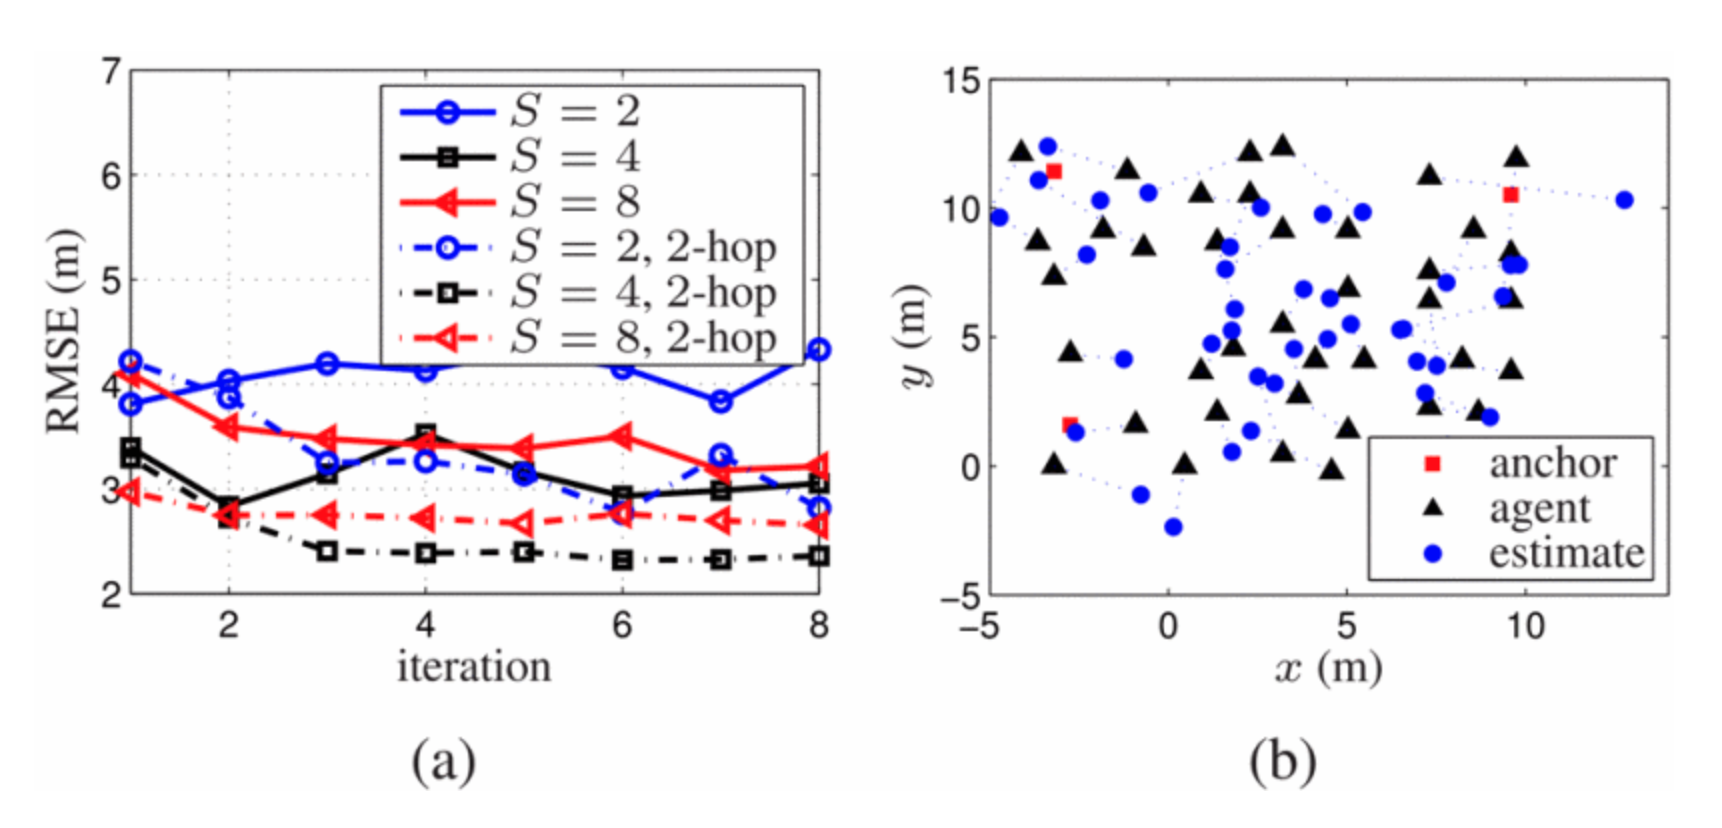 7
6
5
4
3
2
RMSE (m)
S = 2
S = 4
S = 8
S = 2, 2-hop
S = 4, 2-hop
S = 8, 2-hop
2 4 6 8
iteration
(a)
15
10
5
0
−5
y (m)
anchor
agent
estimate
−5 0 5 10
x (m)
(b)